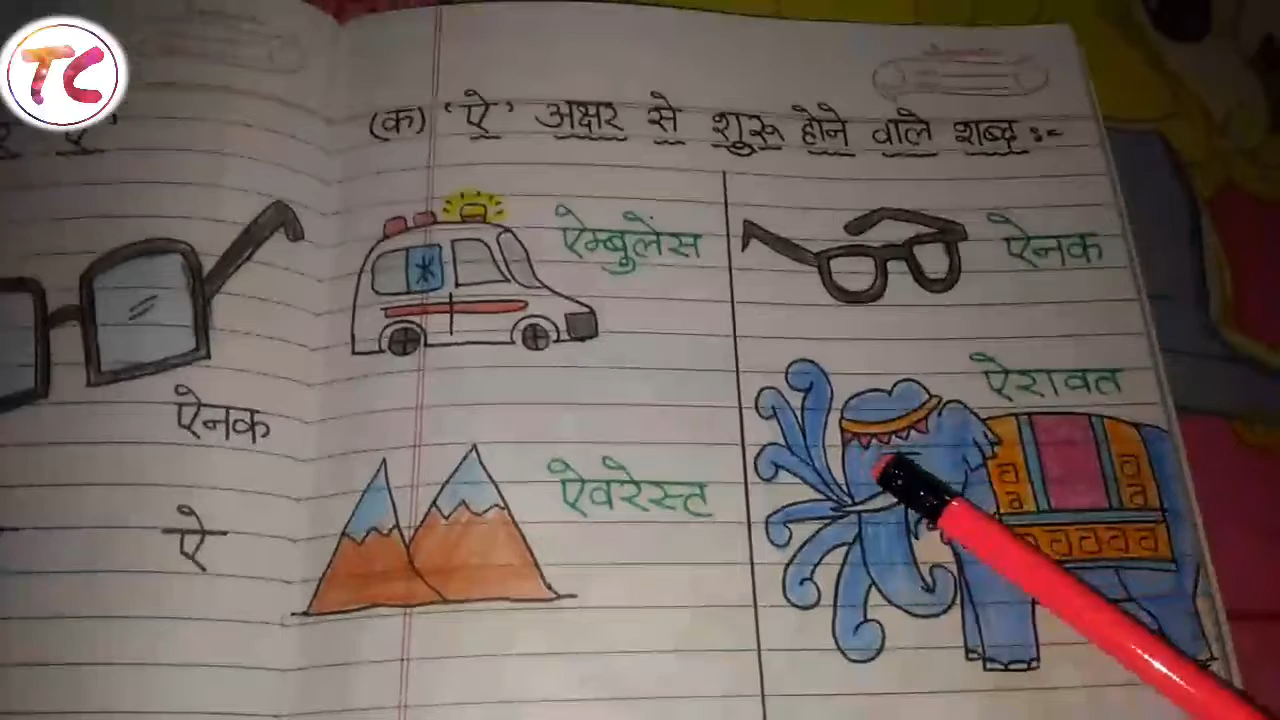 TC
ऐनक
ऐ
(क) 'ऐ' अक्षर से शुरू होने वाले शब्द :-
ऐम्बुलेंस
ऐनक
ऐवरेस्ट
ऐरावत